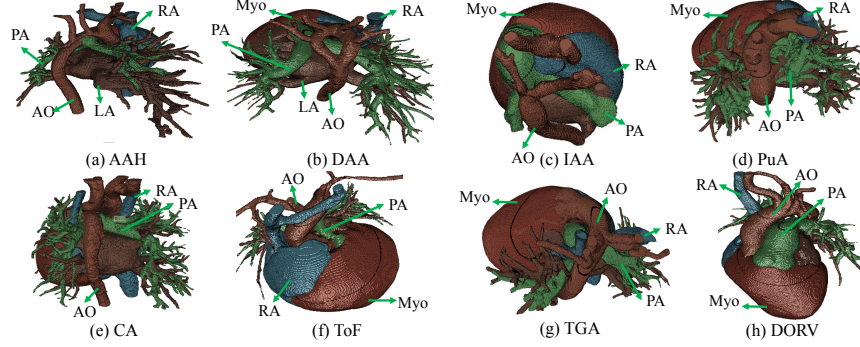 PA
RA
AO
LA
(a) AAH
Myo
RA
PA
LA
AO
(b) DAA
RA
PA
AO
(c) IAA
Myo
RA
PA
AO
(d) PuA
RA
PA
AO
(e) CA
AO
PA
RA
Myo
(f) ToF
Myo
AO
RA
PA
(g) TGA
RA
AO
PA
Myo
(h) DORV